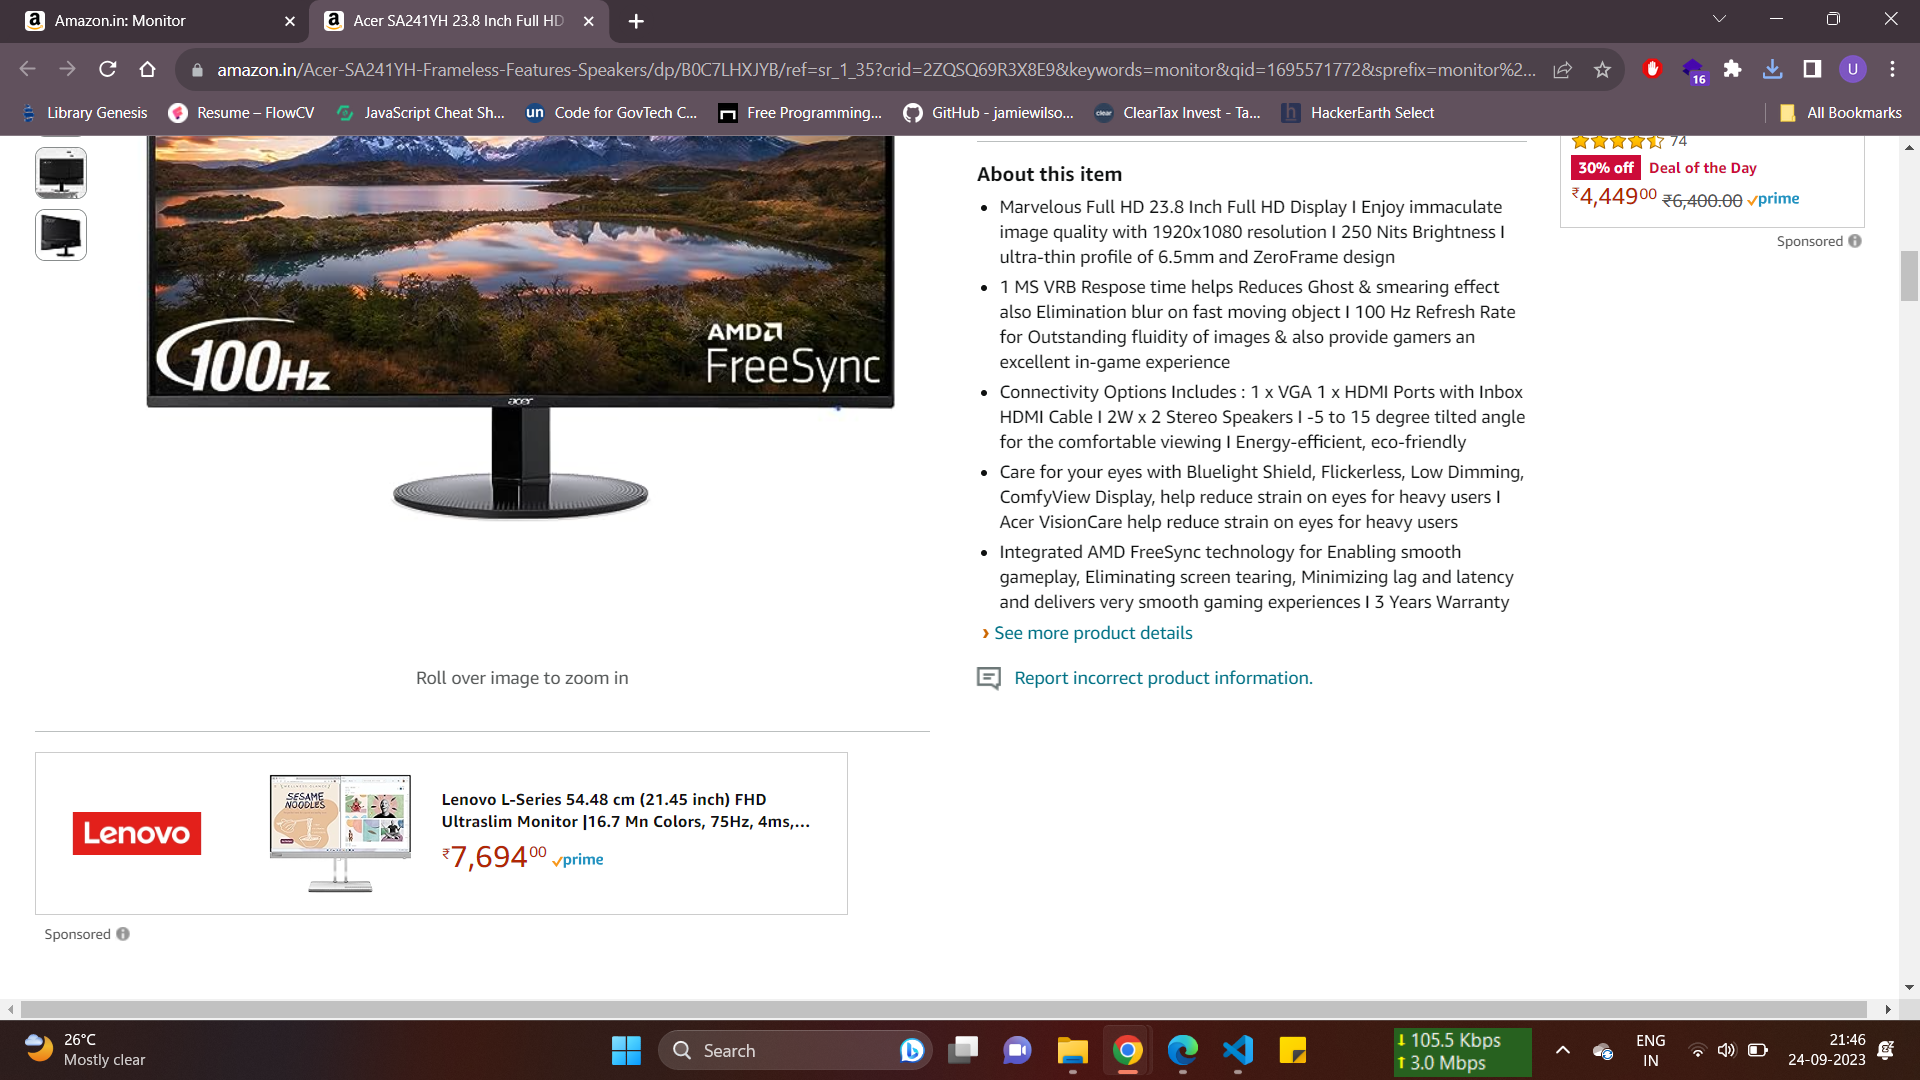 Amazon.in: Monitor
Acer SA241YH 23.8 Inch Full HD
amazon.in/Acer-SA241YH-Frameless-Features-Speakers/dp/B0C7LHXJYB/ref=sr_1_35?crid=2ZQSQ69R3X8E9&keywords=monitor&qid=1695571772&sprefix=monitor%2...
16
U
Library Genesis
Resume – FlowCV
JavaScript Cheat Sh...
un
Code for GovTech C...
Free Programming...
GitHub - jamiewilso...
clear
ClearTax Invest - Ta...
h
HackerEarth Select
All Bookmarks
100Hz
AMD
FreeSync
acer
Roll over image to zoom in
About this item
Marvelous Full HD 23.8 Inch Full HD Display I Enjoy immaculate
image quality with 1920x1080 resolution I 250 Nits Brightness I
ultra-thin profile of 6.5mm and ZeroFrame design
1 MS VRB Respose time helps Reduces Ghost & smearing effect
also Elimination blur on fast moving object I 100 Hz Refresh Rate
for Outstanding fluidity of images & also provide gamers an
excellent in-game experience
Connectivity Options Includes : 1 x VGA 1 x HDMI Ports with Inbox
HDMI Cable I 2W x 2 Stereo Speakers I -5 to 15 degree tilted angle
for the comfortable viewing I Energy-efficient, eco-friendly
Care for your eyes with Bluelight Shield, Flickerless, Low Dimming,
ComfyView Display, help reduce strain on eyes for heavy users I
Acer VisionCare help reduce strain on eyes for heavy users
Integrated AMD FreeSync technology for Enabling smooth
gameplay, Eliminating screen tearing, Minimizing lag and latency
and delivers very smooth gaming experiences I 3 Years Warranty
› See more product details
Report incorrect product information.
74
30% off Deal of the Day
₹4,449⁰⁰ ₹6,400.00 prime
Sponsored
Lenovo
SESAME
NOODLES
Lenovo L-Series 54.48 cm (21.45 inch) FHD
Ultraslim Monitor |16.7 Mn Colors, 75Hz, 4ms,...
₹7,694⁰⁰ prime
Sponsored
26°C
Mostly clear
Search
105.5 Kbps
3.0 Mbps
ENG
IN
21:46
24-09-2023